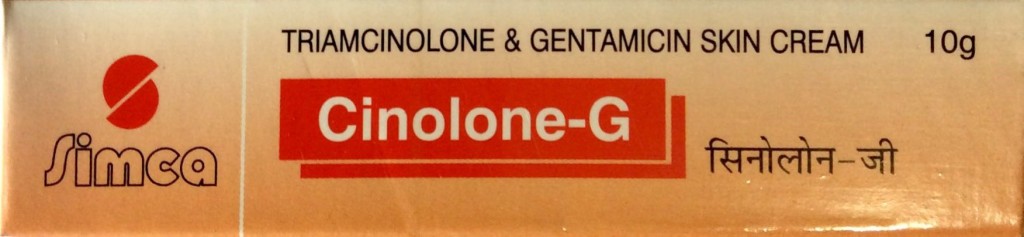 TRIAMCINOLONE & GENTAMICIN SKIN CREAM 10g
Cinolone-G
सिनोलोन-जी
Simca